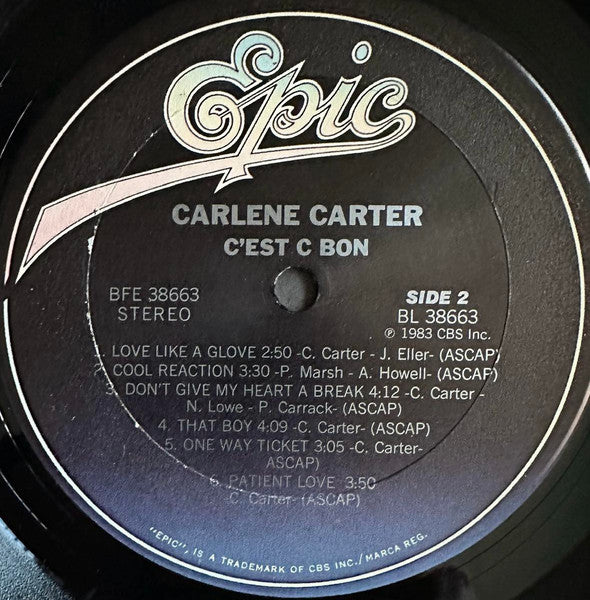 Epic
CARLENE CARTER
C'EST C BON
BFE 38663
STEREO
SIDE 2
BL 38663
℗ 1983 CBS Inc.
1. LOVE LIKE A GLOVE 2:50 -C. Carter - J. Eller- (ASCAP)
2. COOL REACTION 3:30 -P. Marsh - A. Howell- (ASCAP)
3. DON'T GIVE MY HEART A BREAK 4:12 -C. Carter -
N. Lowe - P. Carrack- (ASCAP)
4. THAT BOY 4:09 -C. Carter- (ASCAP)
5. ONE WAY TICKET 3:05 -C. Carter-
ASCAP)
6. PATIENT LOVE 3:50
C. Carter- (ASCAP)
"EPIC", IS A TRADEMARK OF CBS INC./MARCA REG.